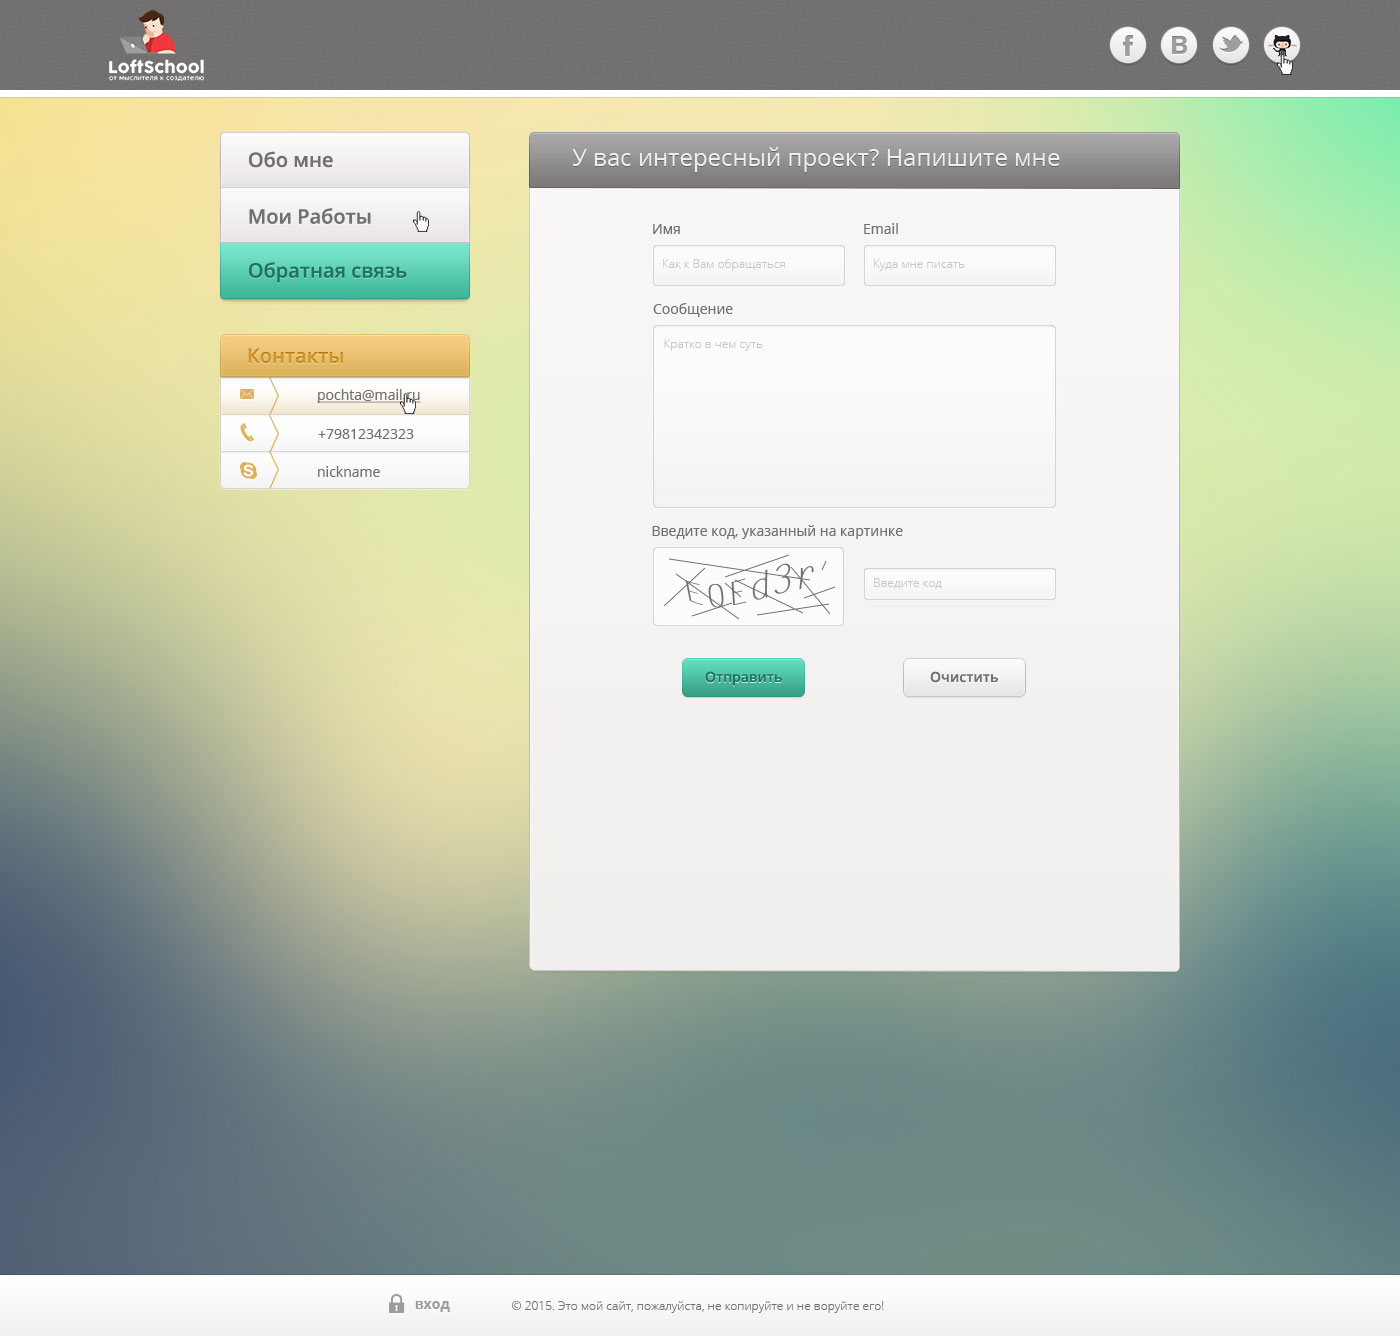 LoftSchool
от мыслителя к создателю
Обо мне
Мои Работы
Обратная связь
Контакты
pochta@mail.ru
+79812342323
nickname
У вас интересный проект? Напишите мне
Имя
Email
Как к Вам обращаться
Куда мне писать
Сообщение
Кратко в чем суть
Введите код, указанный на картинке
Введите код
Отправить
Очистить
вход
© 2015. Это мой сайт, пожалуйста, не копируйте и не воруйте его!